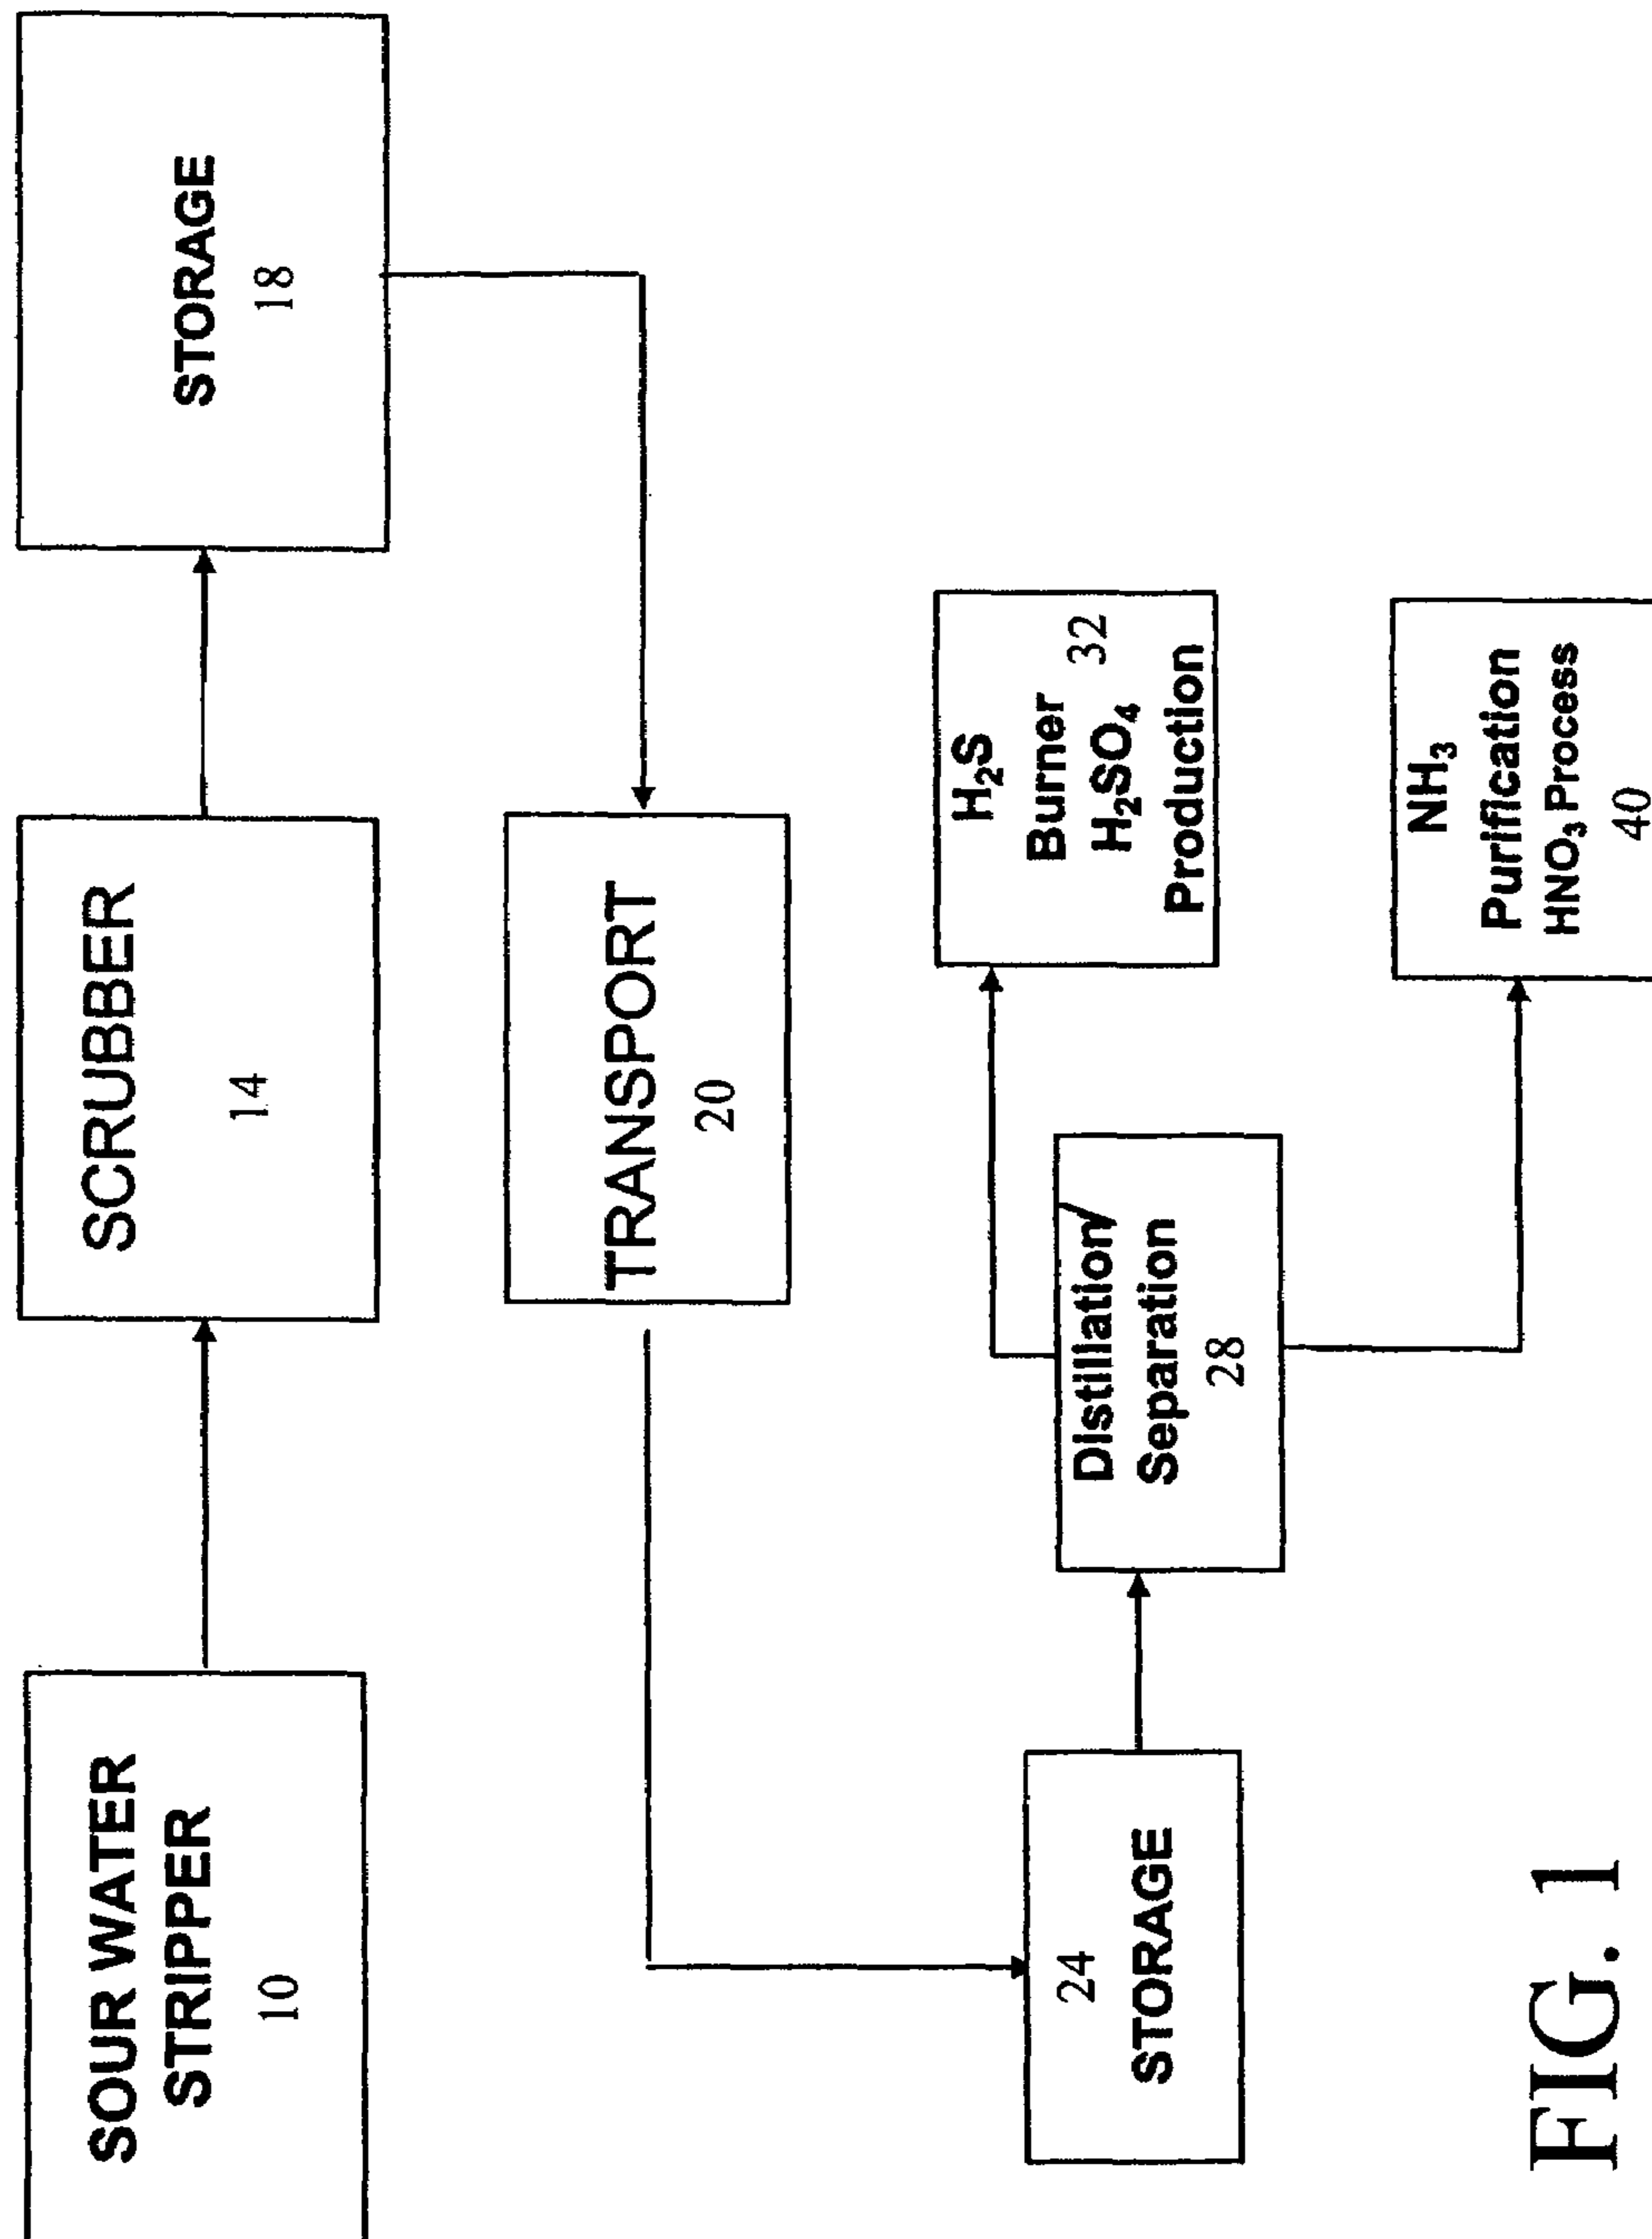 SOUR WATER
STRIPPER
10
SCRUBBER
14
STORAGE
18
TRANSPORT
20
24
STORAGE
Distillation/
Separation
28
H₂S
Burner
32
H₂SO₄
Production
NH₃
Purification
HNO₃ Process
40
FIG. 1